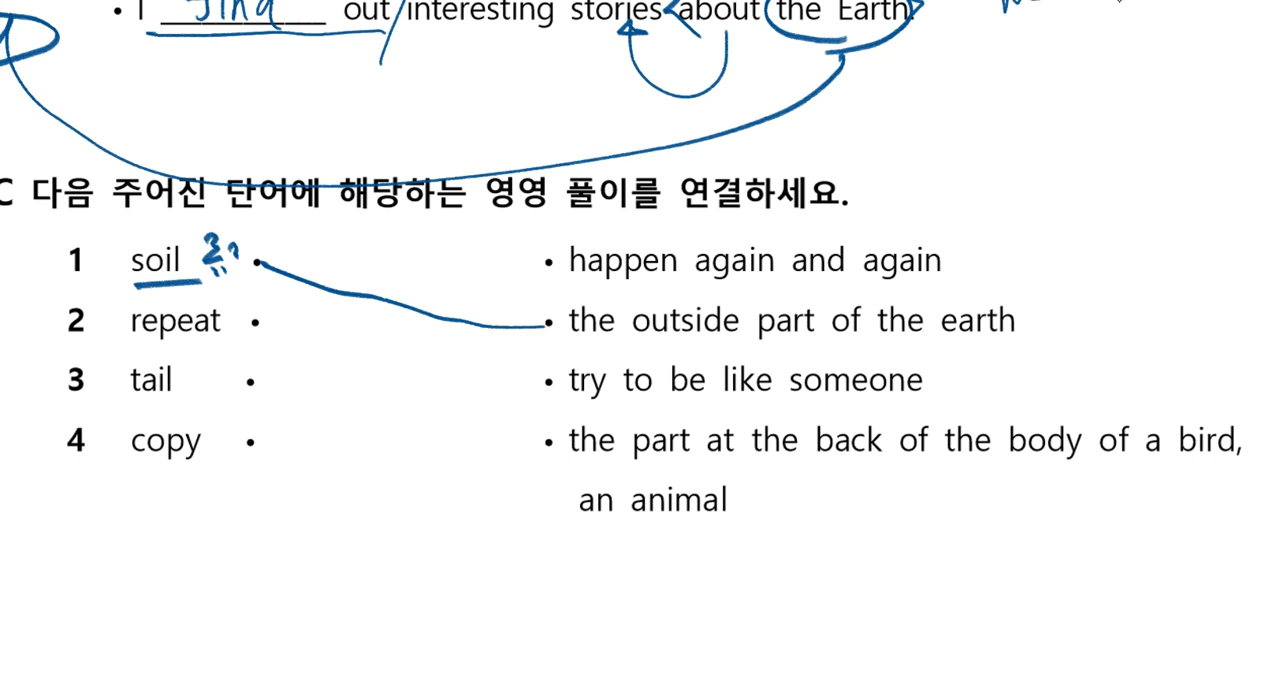 • I find out interesting stories about the Earth.
C 다음 주어진 단어에 해당하는 영영 풀이를 연결하세요.
1 soil • • happen again and again
2 repeat • • the outside part of the earth
3 tail • • try to be like someone
4 copy • • the part at the back of the body of a bird,
an animal